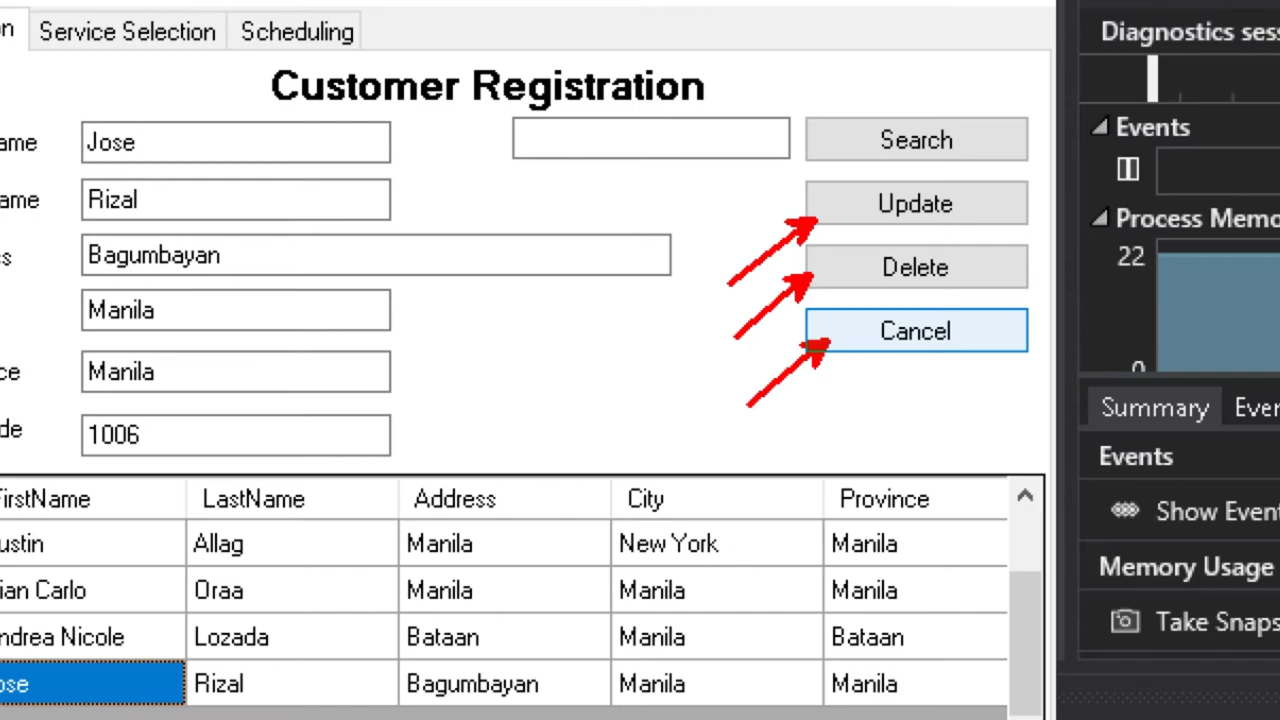 n Service Selection Scheduling
Customer Registration
ame Jose Search
ame Rizal Update
s Bagumbayan Delete
Manila Cancel
ce Manila
de 1006
FirstName LastName Address City Province
ustin Allag Manila New York Manila
ian Carlo Oraa Manila Manila Manila
ndrea Nicole Lozada Bataan Manila Bataan
ose Rizal Bagumbayan Manila Manila
Diagnostics sess
Events
Process Memo
22
0
Summary Even
Events
Show Event
Memory Usage
Take Snaps